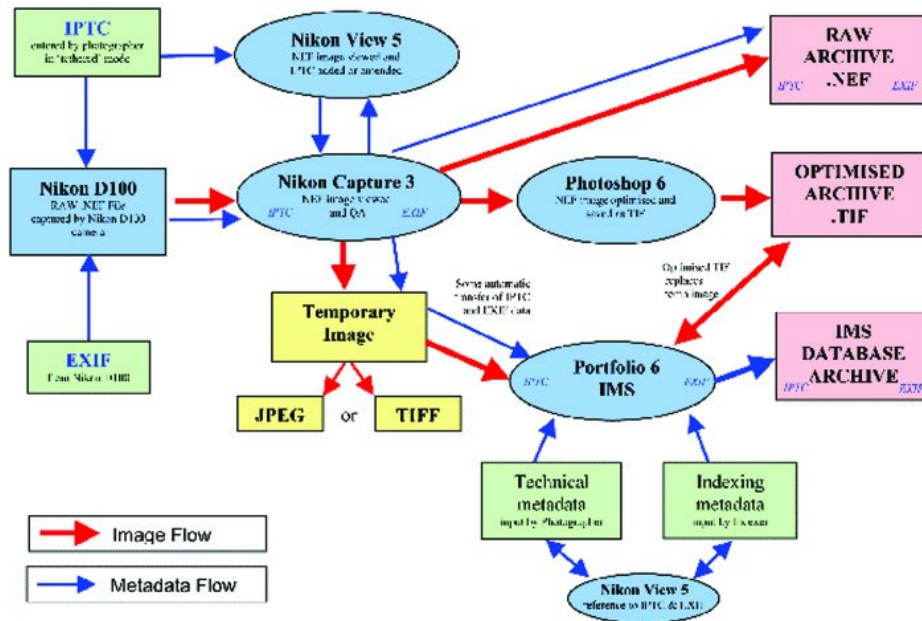 IPTC
entered by photographer
in 'tethered' mode
Nikon View 5
NEF image viewed and
IPTC added or amended
RAW
ARCHIVE
.NEF
IPTC EXIF
Nikon D100
RAW .NEF File
captured by Nikon D100
camera
Nikon Capture 3
NEF image viewed
and QA
IPTC EXIF
Photoshop 6
NEF image optimised and
saved as TIF
OPTIMISED
ARCHIVE
.TIF
Some automatic
transfer of IPTC
and EXIF data
Optimised TIF
replaces
temp image
Temporary
Image
EXIF
from Nikon D100
JPEG or TIFF
Portfolio 6
IMS
IPTC EXIF
IMS
DATABASE
ARCHIVE
IPTC EXIF
Technical
metadata
input by Photographer
Indexing
metadata
input by Indexer
Image Flow
Metadata Flow
Nikon View 5
reference to IPTC & EXIF